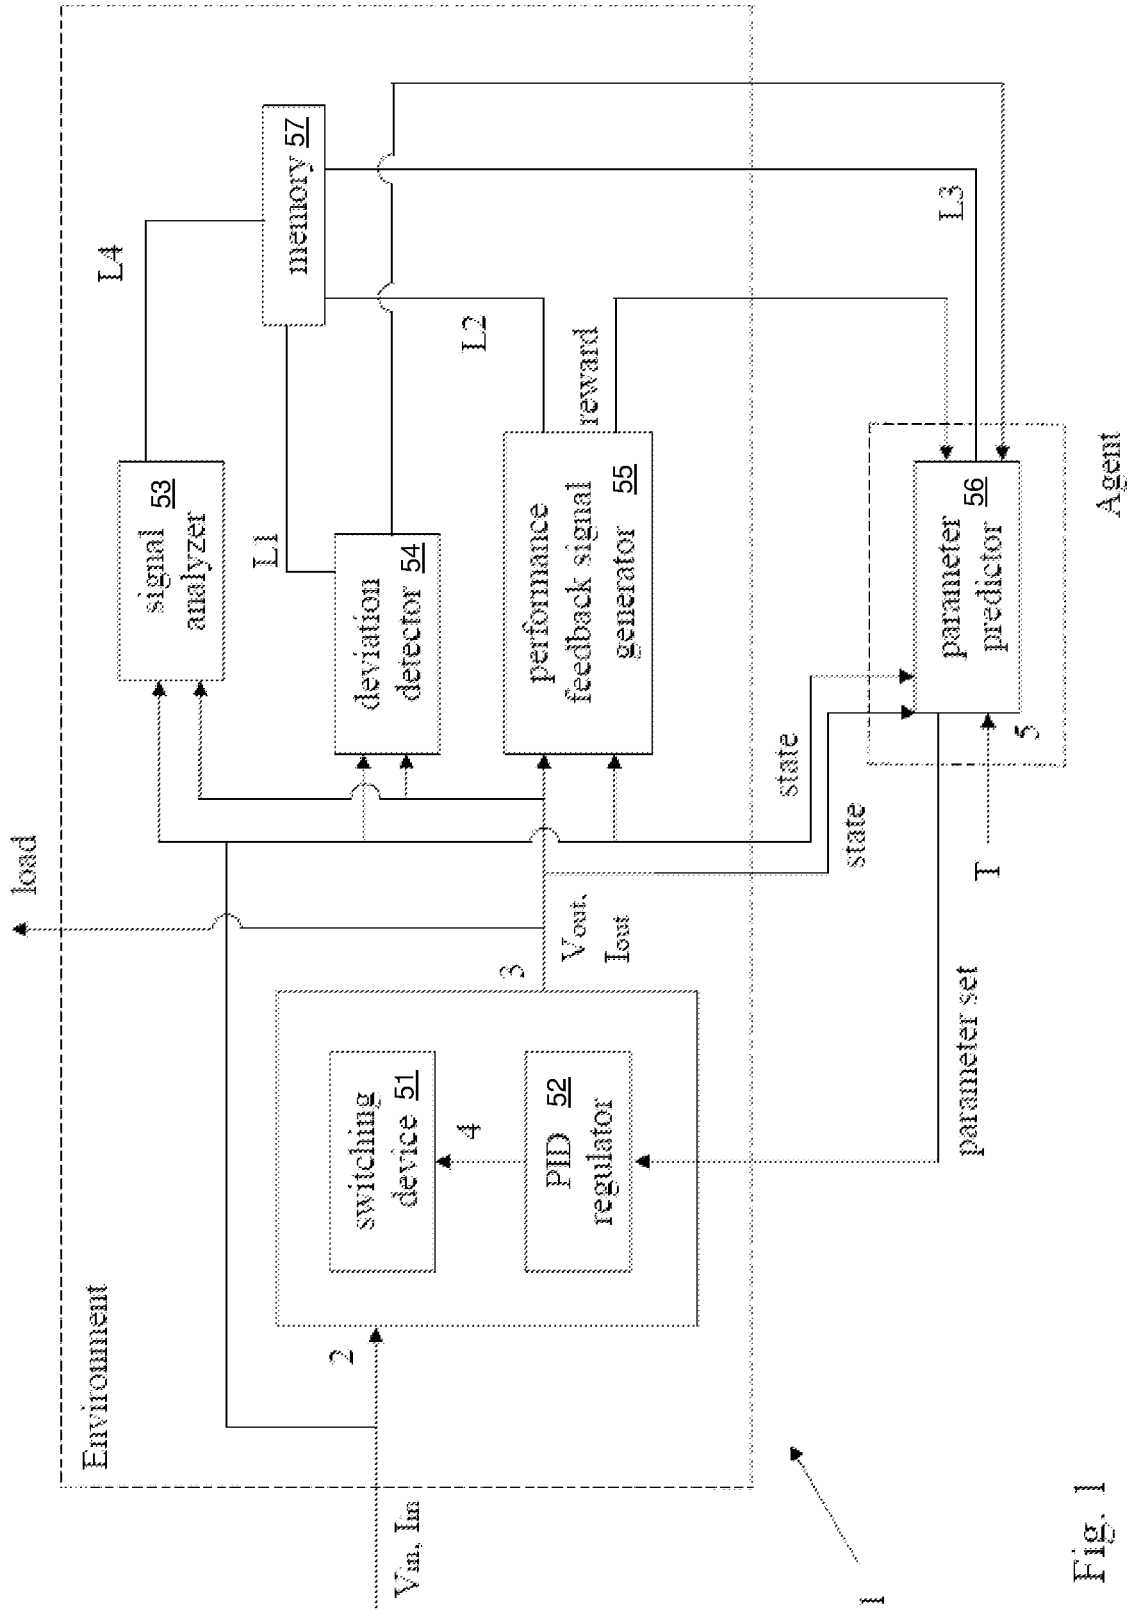 Environment
load
Vin, Iin
2
switching
device 51
4
PID 52
regulator
3
Vout,
Iout
signal 53
analyzer
L4
deviation
detector 54
L1
memory 57
performance
feedback signal
generator 55
L2
reward
state
state
parameter set
T
5
parameter 56
predictor
L3
Agent
1
Fig. 1